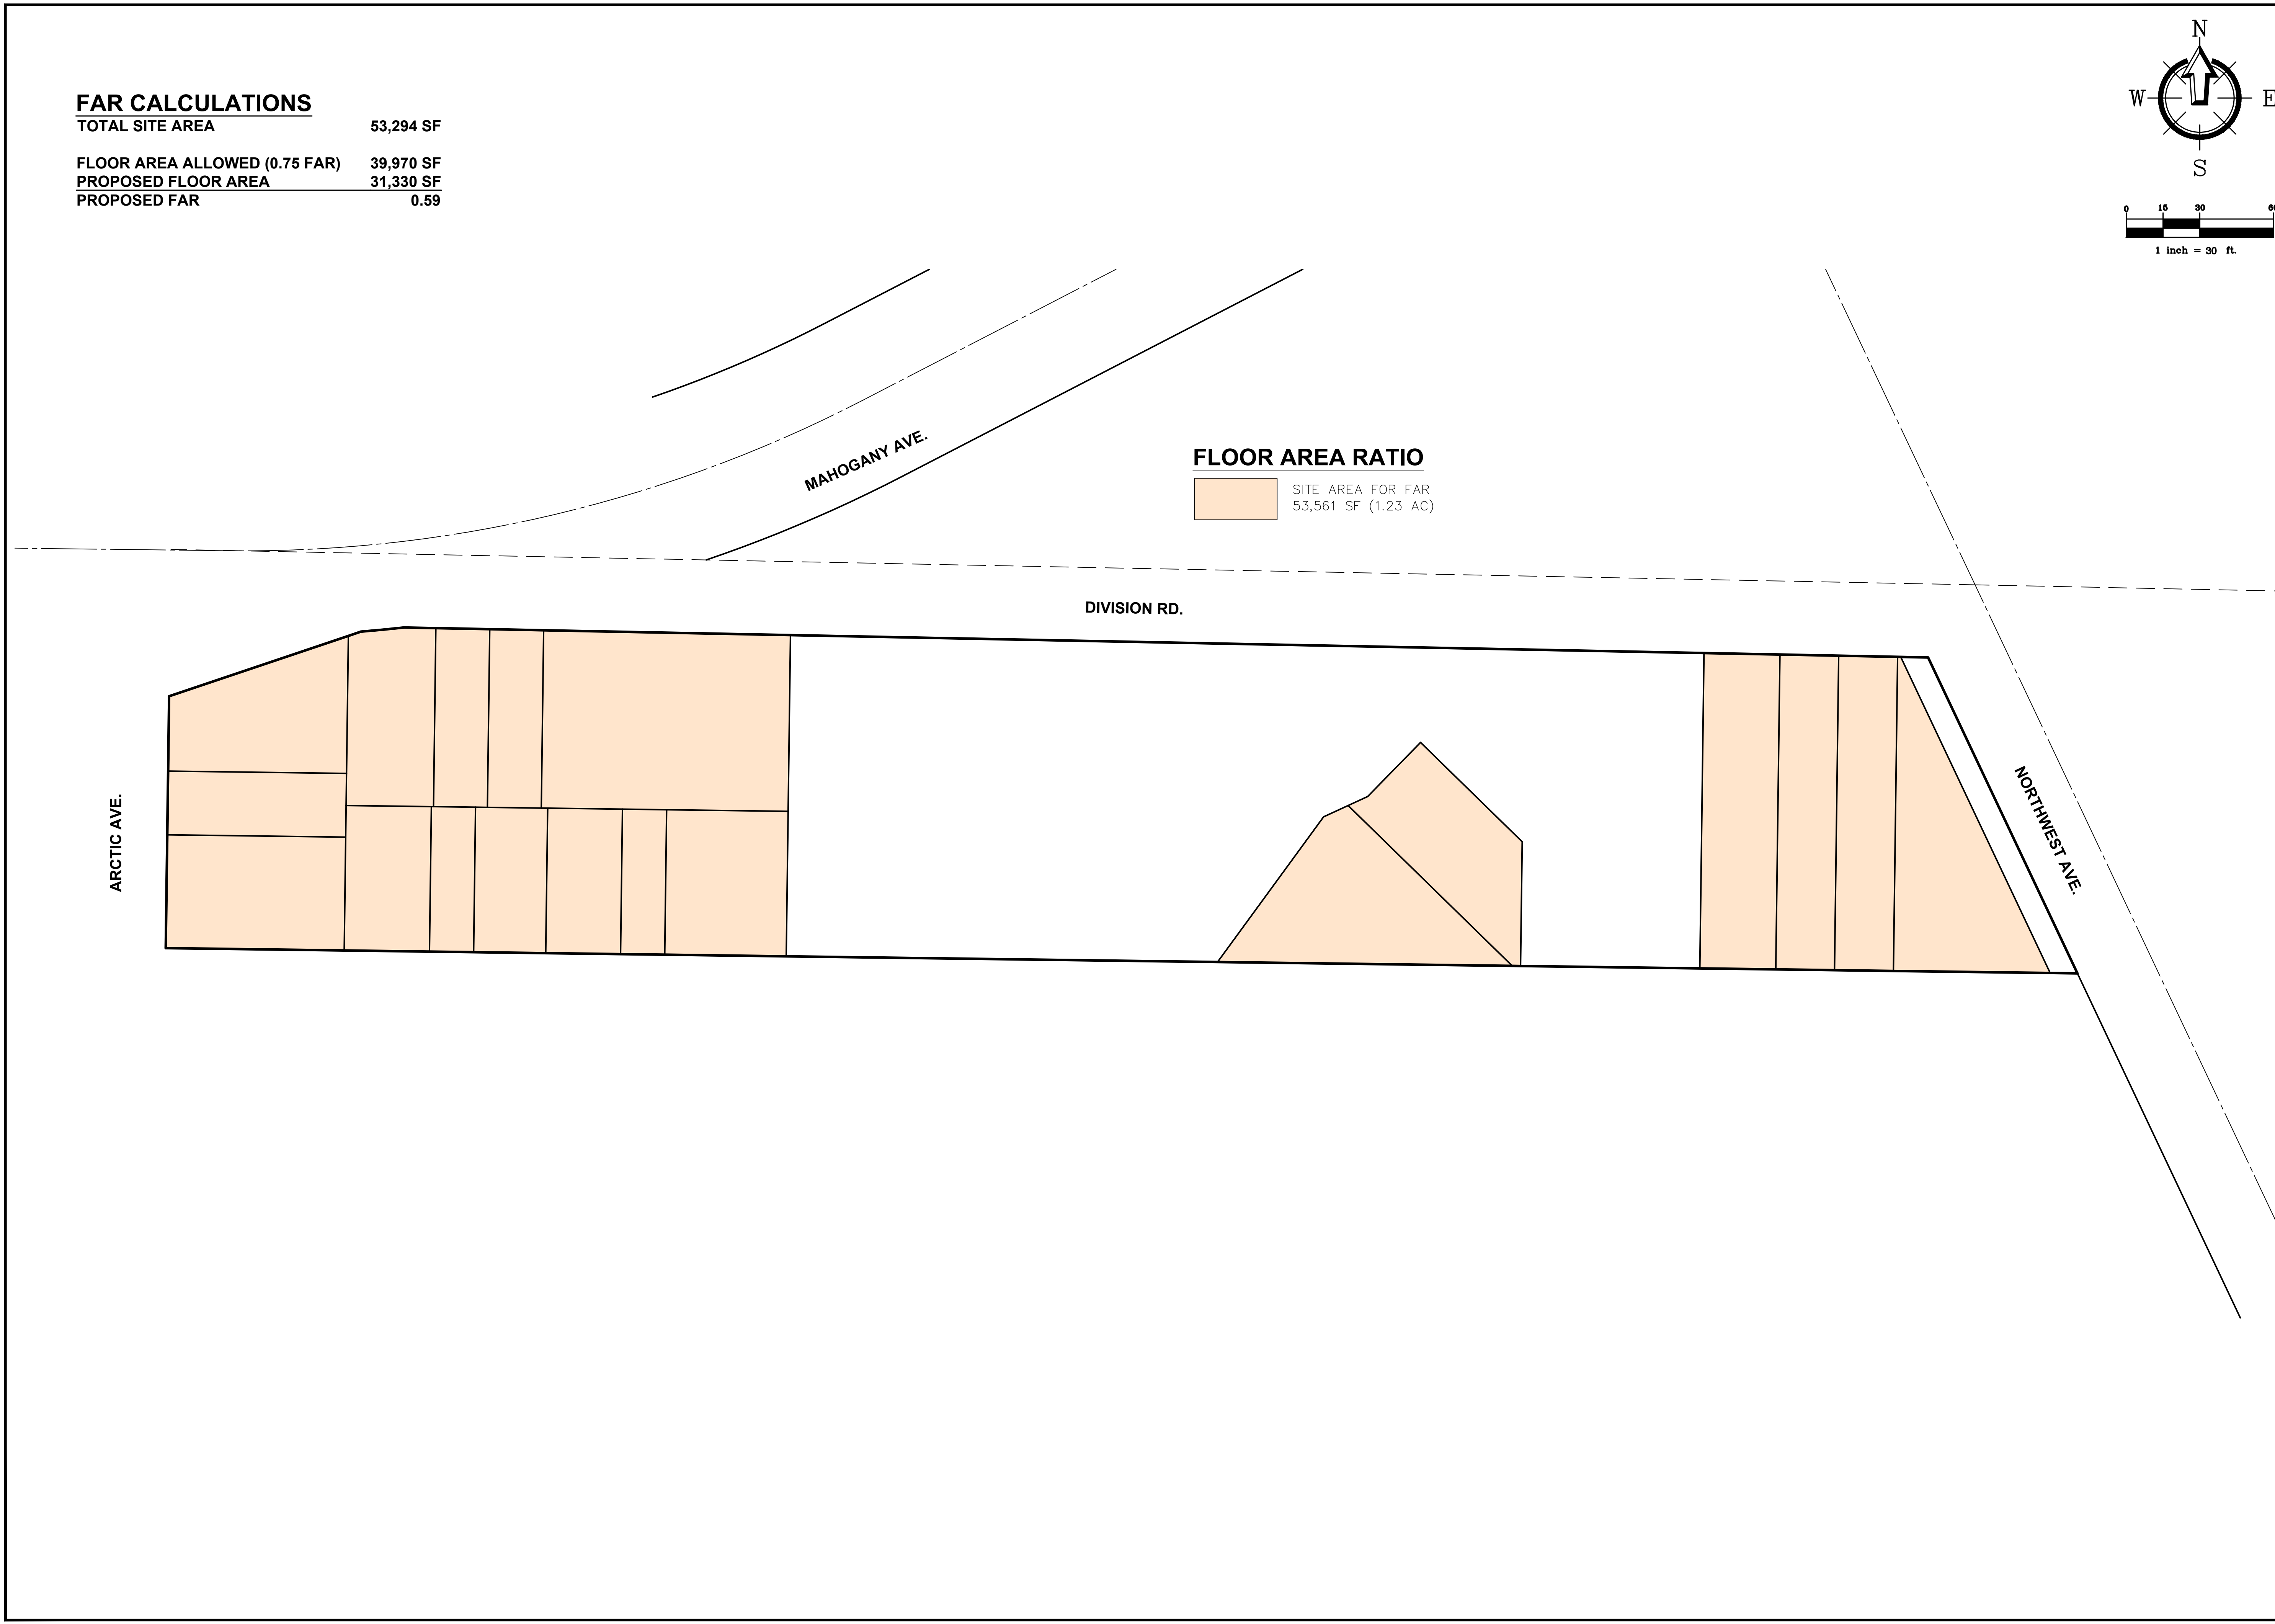 FAR CALCULATIONS
TOTAL SITE AREA 53,294 SF
FLOOR AREA ALLOWED (0.75 FAR) 39,970 SF
PROPOSED FLOOR AREA 31,330 SF
PROPOSED FAR 0.59
N
W E
S
0 15 30 60
1 inch = 30 ft.
MAHOGANY AVE.
FLOOR AREA RATIO
SITE AREA FOR FAR
53,561 SF (1.23 AC)
DIVISION RD.
ARCTIC AVE.
NORTHWEST AVE.